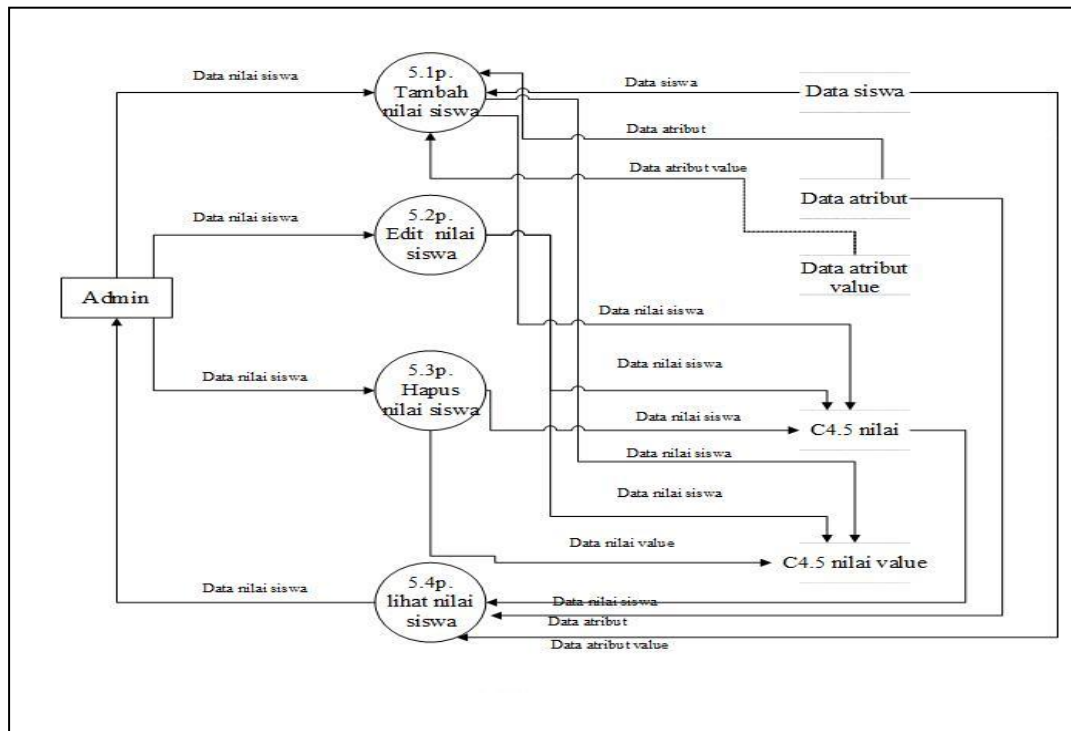 5.1p.
Tambah
nilai siswa
Data nilai siswa
Data siswa
Data siswa
Data atribut
Data atribut value
Data atribut
5.2p.
Edit nilai
siswa
Data nilai siswa
Data atribut
value
Admin
Data nilai siswa
5.3p.
Hapus
nilai siswa
Data nilai siswa
Data nilai siswa
Data nilai siswa
C4.5 nilai
Data nilai siswa
Data nilai siswa
Data nilai value
C4.5 nilai value
5.4p.
lihat nilai
siswa
Data nilai siswa
Data nilai siswa
Data atribut
Data atribut value